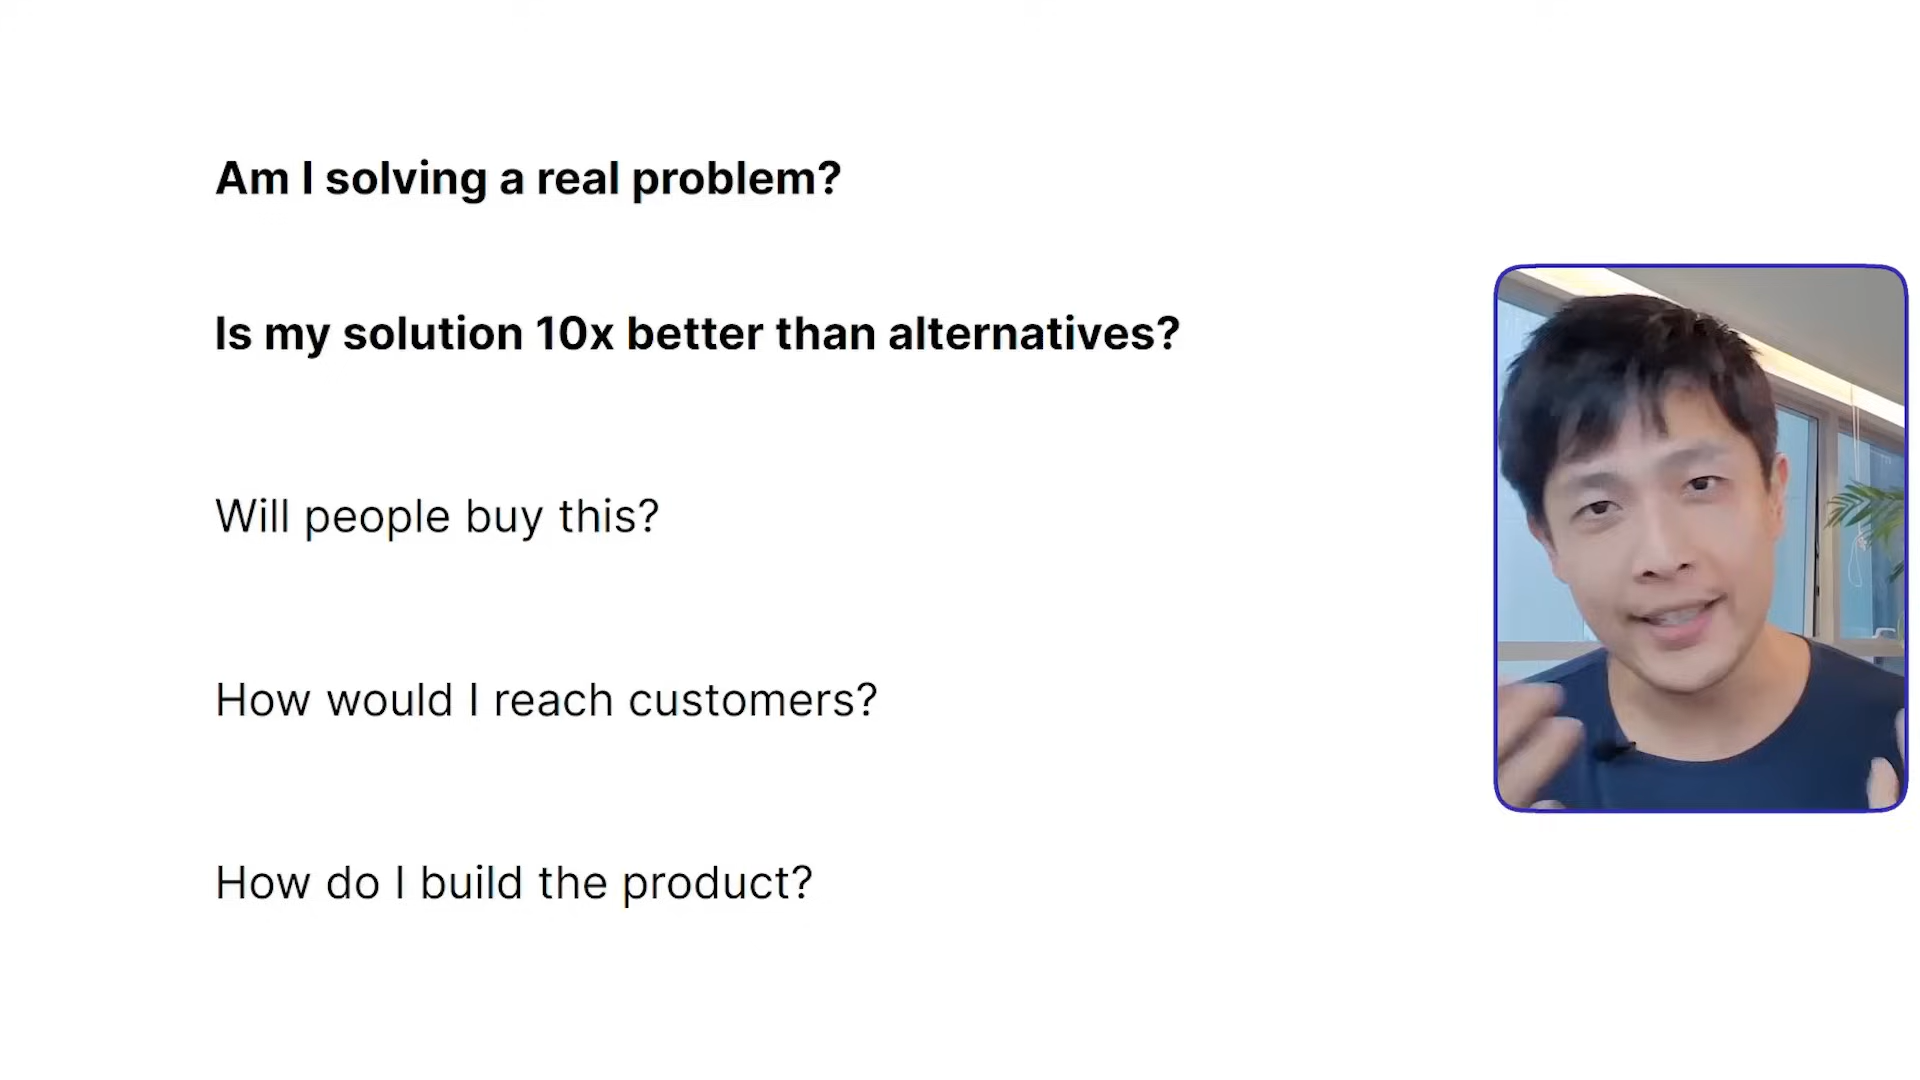 Am I solving a real problem?
Is my solution 10x better than alternatives?
Will people buy this?
How would I reach customers?
How do I build the product?